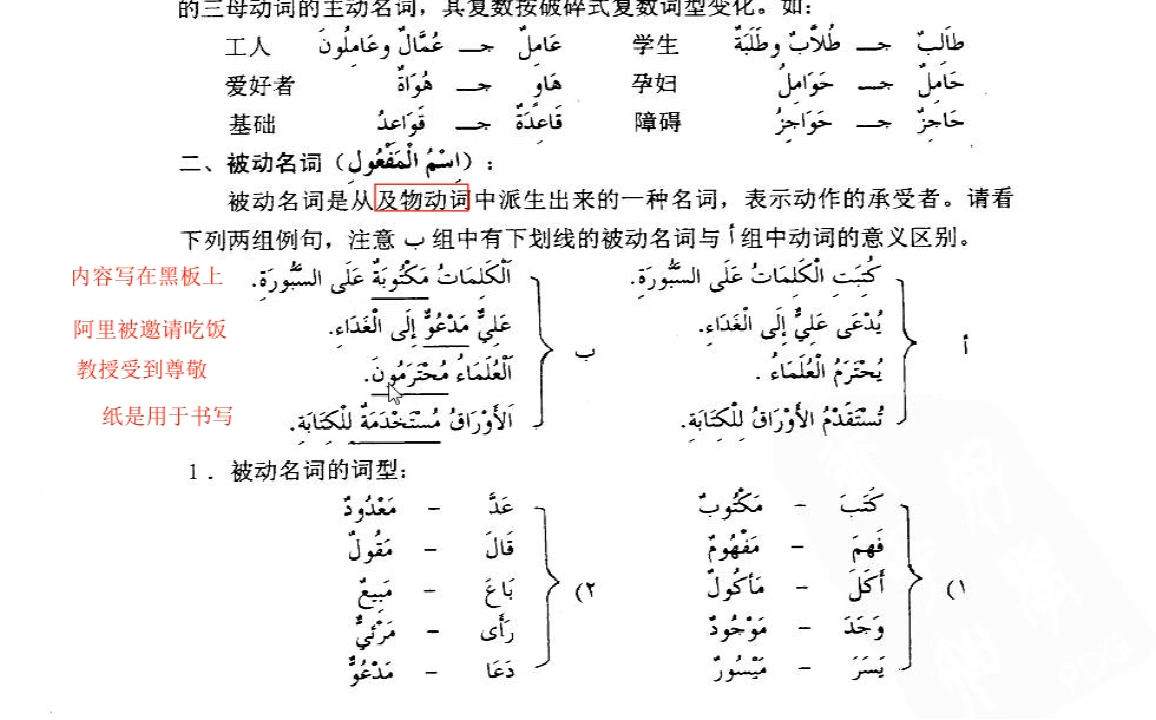 的三母动词的主动名词，其复数按破碎式复数词型变化。如：
طَالِبٌ جـ طُلاَّبٌ وطَلَبَةٌ 学生 عَامِلٌ جـ عُمَّالٌ وعَامِلُونَ 工人
حَامِلٌ جـ حَوَامِلُ 孕妇 هَاوٍ جـ هُوَاةٌ 爱好者
حَاجِزٌ جـ حَوَاجِزُ 障碍 قَاعِدَةٌ جـ قَوَاعِدُ 基础
二、被动名词（اِسْمُ الْمَفْعُولِ）：
被动名词是从及物动词中派生出来的一种名词，表示动作的承受者。请看
下列两组例句，注意 ب 组中有下划线的被动名词与 أ 组中动词的意义区别。
أ
كُتِبَتِ الْكَلِمَاتُ عَلَى السَّبُّورَةِ.
يُدْعَى عَلِيٌّ إِلَى الْغَدَاءِ.
يُحْتَرَمُ الْعُلَمَاءُ .
تُسْتَقْدَمُ الأَوْرَاقُ لِلْكِتَابَةِ.
ب
اَلْكَلِمَاتُ مَكْتُوبَةٌ عَلَى السَّبُّورَةِ. 内容写在黑板上
عَلِيٌّ مَدْعُوٌّ إِلَى الْغَدَاءِ. 阿里被邀请吃饭
اَلْعُلَمَاءُ مُحْتَرَمُونَ. 教授受到尊敬
اَلأَوْرَاقُ مُسْتَخْدَمَةٌ لِلْكِتَابَةِ. 纸是用于书写
1．被动名词的词型：
١)
كَتَبَ – مَكْتُوبٌ
فَهِمَ – مَفْهُومٌ
أَكَلَ – مَأْكُولٌ
وَجَدَ – مَوْجُودٌ
يَسَرَ – مَيْسُورٌ
٢)
عَدَّ – مَعْدُودٌ
قَالَ – مَقُولٌ
بَاعَ – مَبِيعٌ
رَأَى – مَرْئِيٌّ
دَعَا – مَدْعُوٌّ